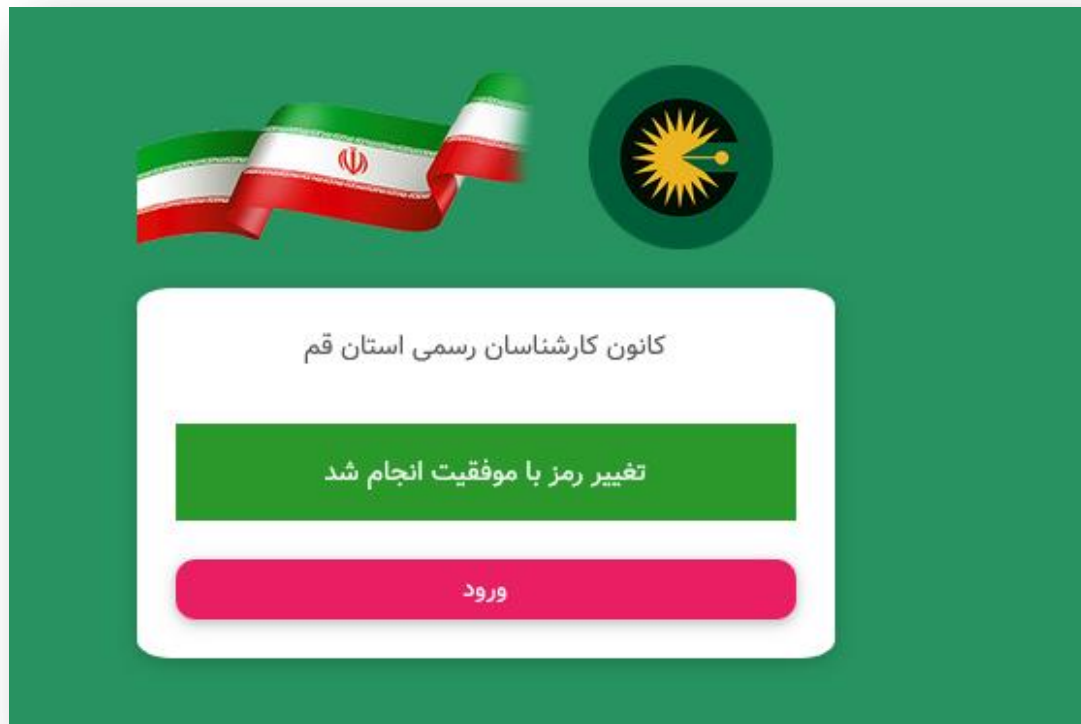 کانون کارشناسان رسمی استان قم
تغییر رمز با موفقیت انجام شد
ورود